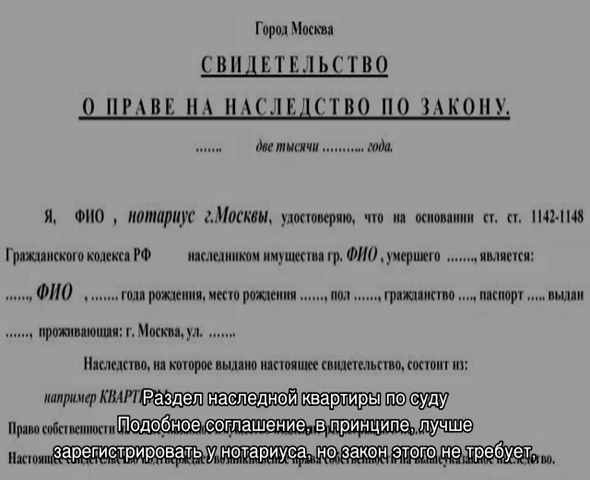 Город Москва
СВИДЕТЕЛЬСТВО
О ПРАВЕ НА НАСЛЕДСТВО ПО ЗАКОНУ.
....... две тысячи ........... года.
Я, ФИО , нотариус г.Москвы, удостоверяю, что на основании ст. ст. 1142-1148
Гражданского кодекса РФ наследником имущества гр. ФИО , умершего ......., является:
......, ФИО , ....... года рождения, место рождения ......, пол ......, гражданство ...., паспорт ..... выдан
......, проживающая: г. Москва, ул. .......
Наследство, на которое выдано настоящее свидетельство, состоит из:
например
Раздел наследной квартиры по суду
Право собственности
Подобное соглашение, в принципе, лучше
зарегистрировать у нотариуса, но закон этого не требует.